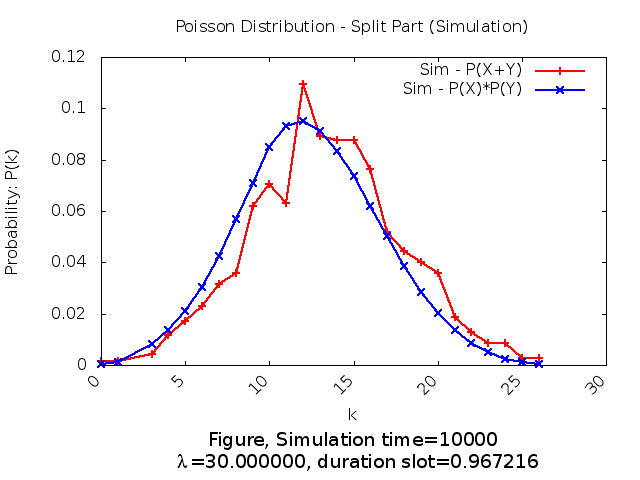 Poisson Distribution - Split Part (Simulation)
Sim - P(X+Y)
Sim - P(X)*P(Y)
Probability: P(k)
0.12
0.1
0.08
0.06
0.04
0.02
0
0
5
10
15
20
25
30
k
Figure, Simulation time=10000
λ=30.000000, duration slot=0.967216